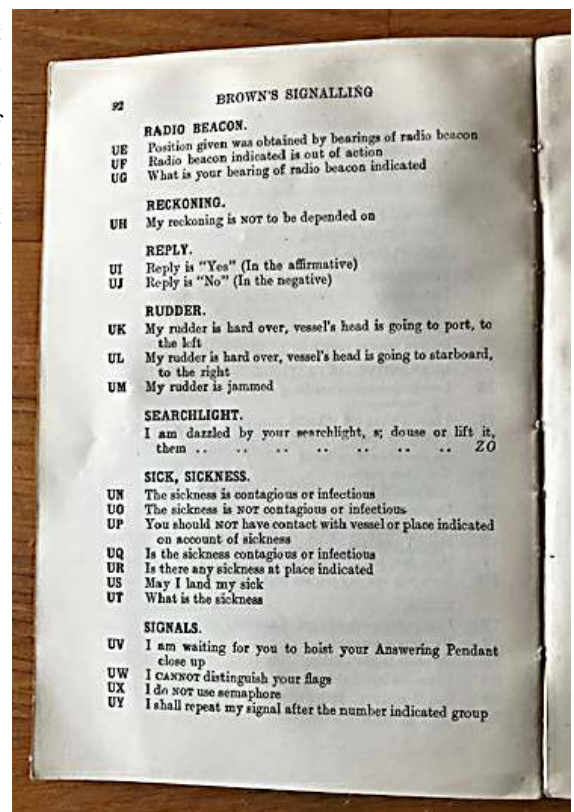 92 BROWN'S SIGNALLING
RADIO BEACON.
UE Position given was obtained by bearings of radio beacon
UF Radio beacon indicated is out of action
UG What is your bearing of radio beacon indicated
RECKONING.
UH My reckoning is NOT to be depended on
REPLY.
UI Reply is "Yes" (In the affirmative)
UJ Reply is "No" (In the negative)
RUDDER.
UK My rudder is hard over, vessel's head is going to port, to
the left
UL My rudder is hard over, vessel's head is going to starboard,
to the right
UM My rudder is jammed
SEARCHLIGHT.
I am dazzled by your searchlight, s; douse or lift it,
them .. .. .. .. .. .. .. ZO
SICK, SICKNESS.
UN The sickness is contagious or infectious
UO The sickness is NOT contagious or infectious
UP You should NOT have contact with vessel or place indicated
on account of sickness
UQ Is the sickness contagious or infectious
UR Is there any sickness at place indicated
US May I land my sick
UT What is the sickness
SIGNALS.
UV I am waiting for you to hoist your Answering Pendant
close up
UW I CANNOT distinguish your flags
UX I do NOT use semaphore
UY I shall repeat my signal after the number indicated group